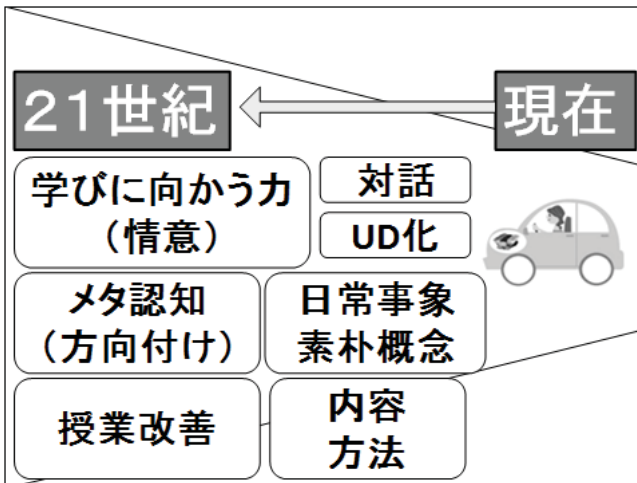 21世紀
現在
学びに向かう力
（情意）
対話
UD化
メタ認知
（方向付け）
日常事象
素朴概念
授業改善
内容
方法